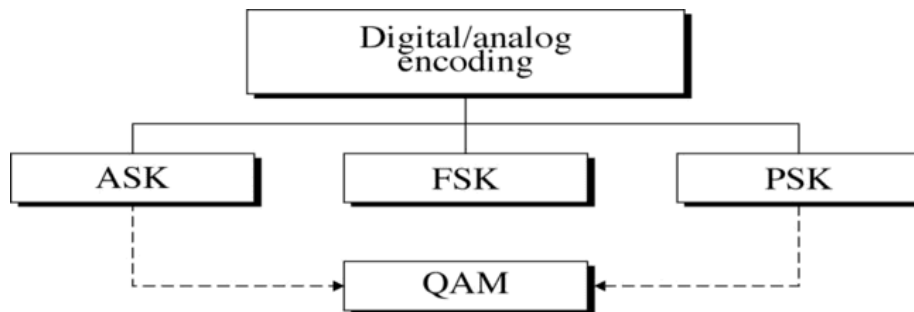 Digital/analog
encoding
ASK
FSK
PSK
QAM